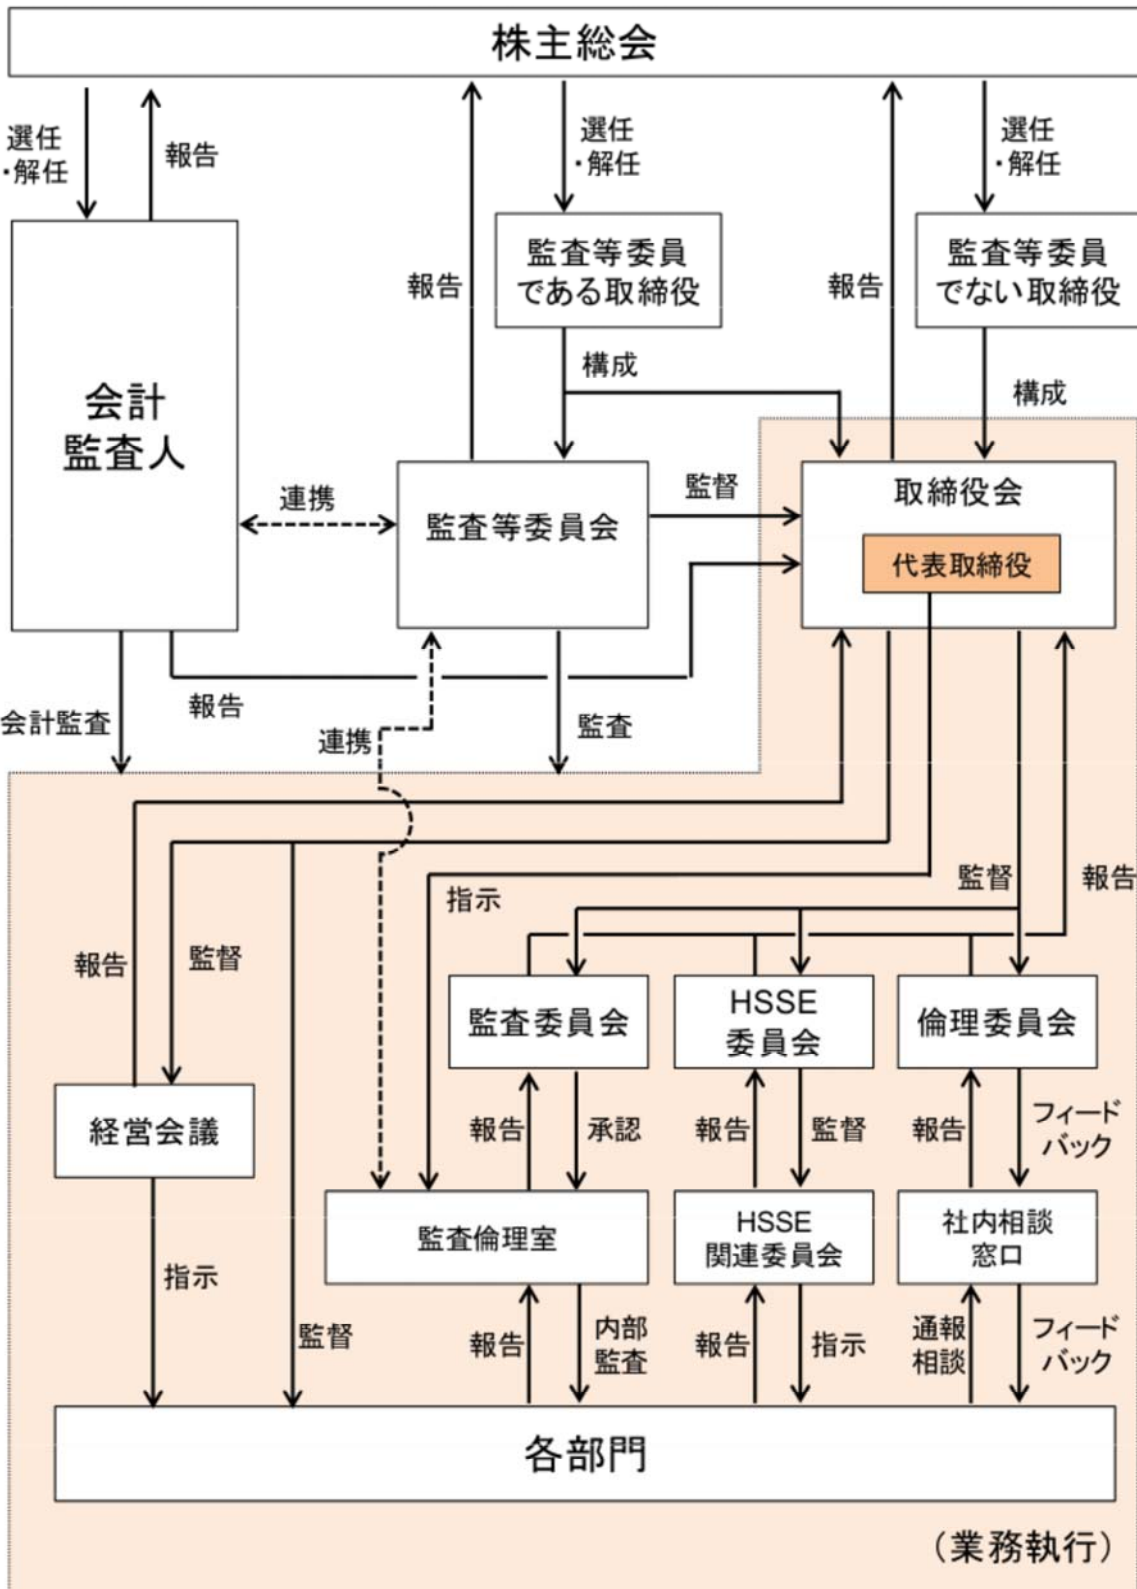 株主総会
選任
・解任
報告
選任
・解任
選任
・解任
監査等委員
である取締役
監査等委員
でない取締役
報告
報告
構成
構成
会計
監査人
連携
監査等委員会
監督
取締役会
代表取締役
会計監査
報告
連携
監査
指示
監督
報告
報告
監督
監査委員会
HSSE
委員会
倫理委員会
経営会議
報告
承認
報告
監督
報告
フィード
バック
監査倫理室
HSSE
関連委員会
社内相談
窓口
指示
監督
報告
内部
監査
報告
指示
通報
相談
フィード
バック
各部門
（業務執行）